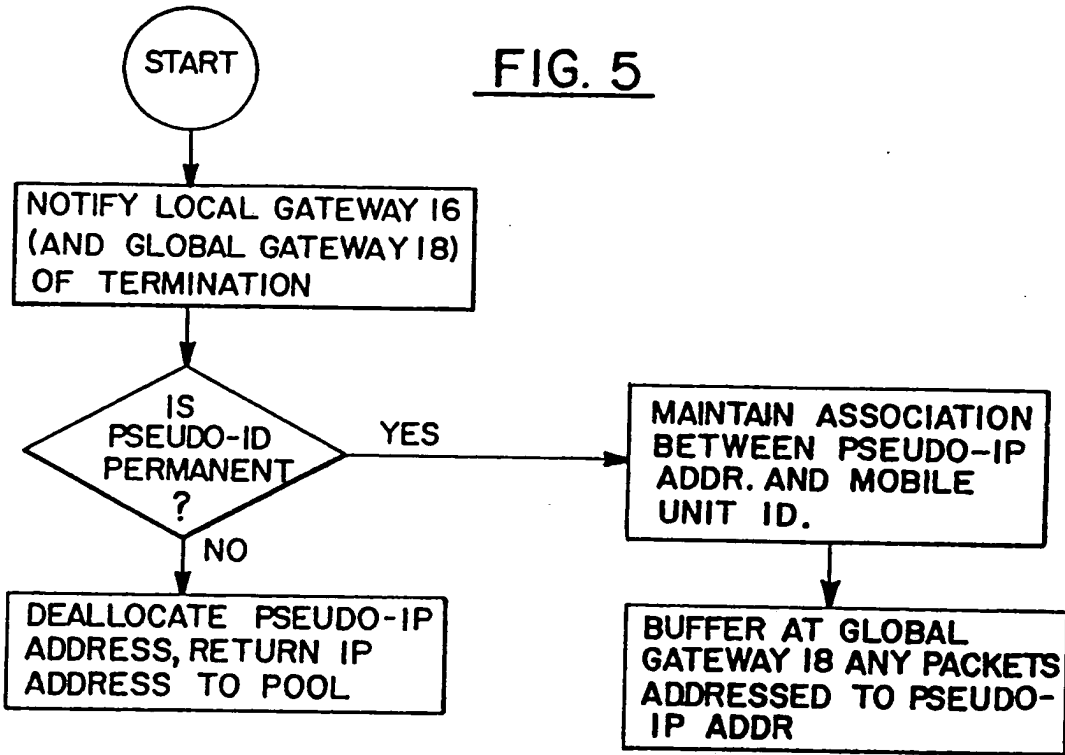 START
FIG. 5
NOTIFY LOCAL GATEWAY 16
(AND GLOBAL GATEWAY 18)
OF TERMINATION
IS
PSEUDO-ID
PERMANENT
?
YES
NO
MAINTAIN ASSOCIATION
BETWEEN PSEUDO-IP
ADDR. AND MOBILE
UNIT ID.
DEALLOCATE PSEUDO-IP
ADDRESS, RETURN IP
ADDRESS TO POOL
BUFFER AT GLOBAL
GATEWAY 18 ANY PACKETS
ADDRESSED TO PSEUDO-
IP ADDR